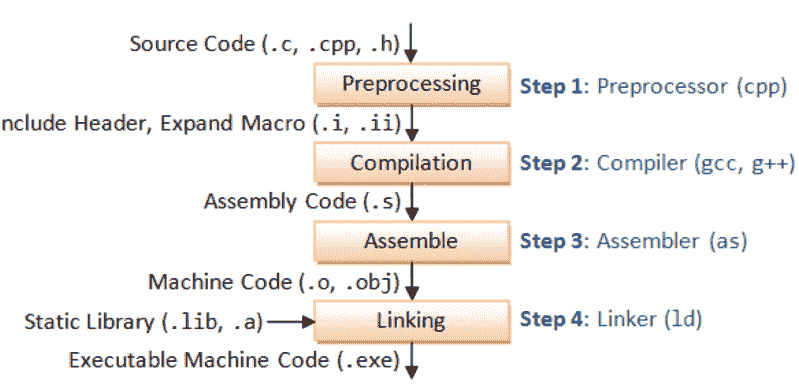 Source Code (.c, .cpp, .h)
Preprocessing
Step 1: Preprocessor (cpp)
nclude Header, Expand Macro (.i, .ii)
Compilation
Step 2: Compiler (gcc, g++)
Assembly Code (.s)
Assemble
Step 3: Assembler (as)
Machine Code (.o, .obj)
Static Library (.lib, .a)
Linking
Step 4: Linker (ld)
Executable Machine Code (.exe)